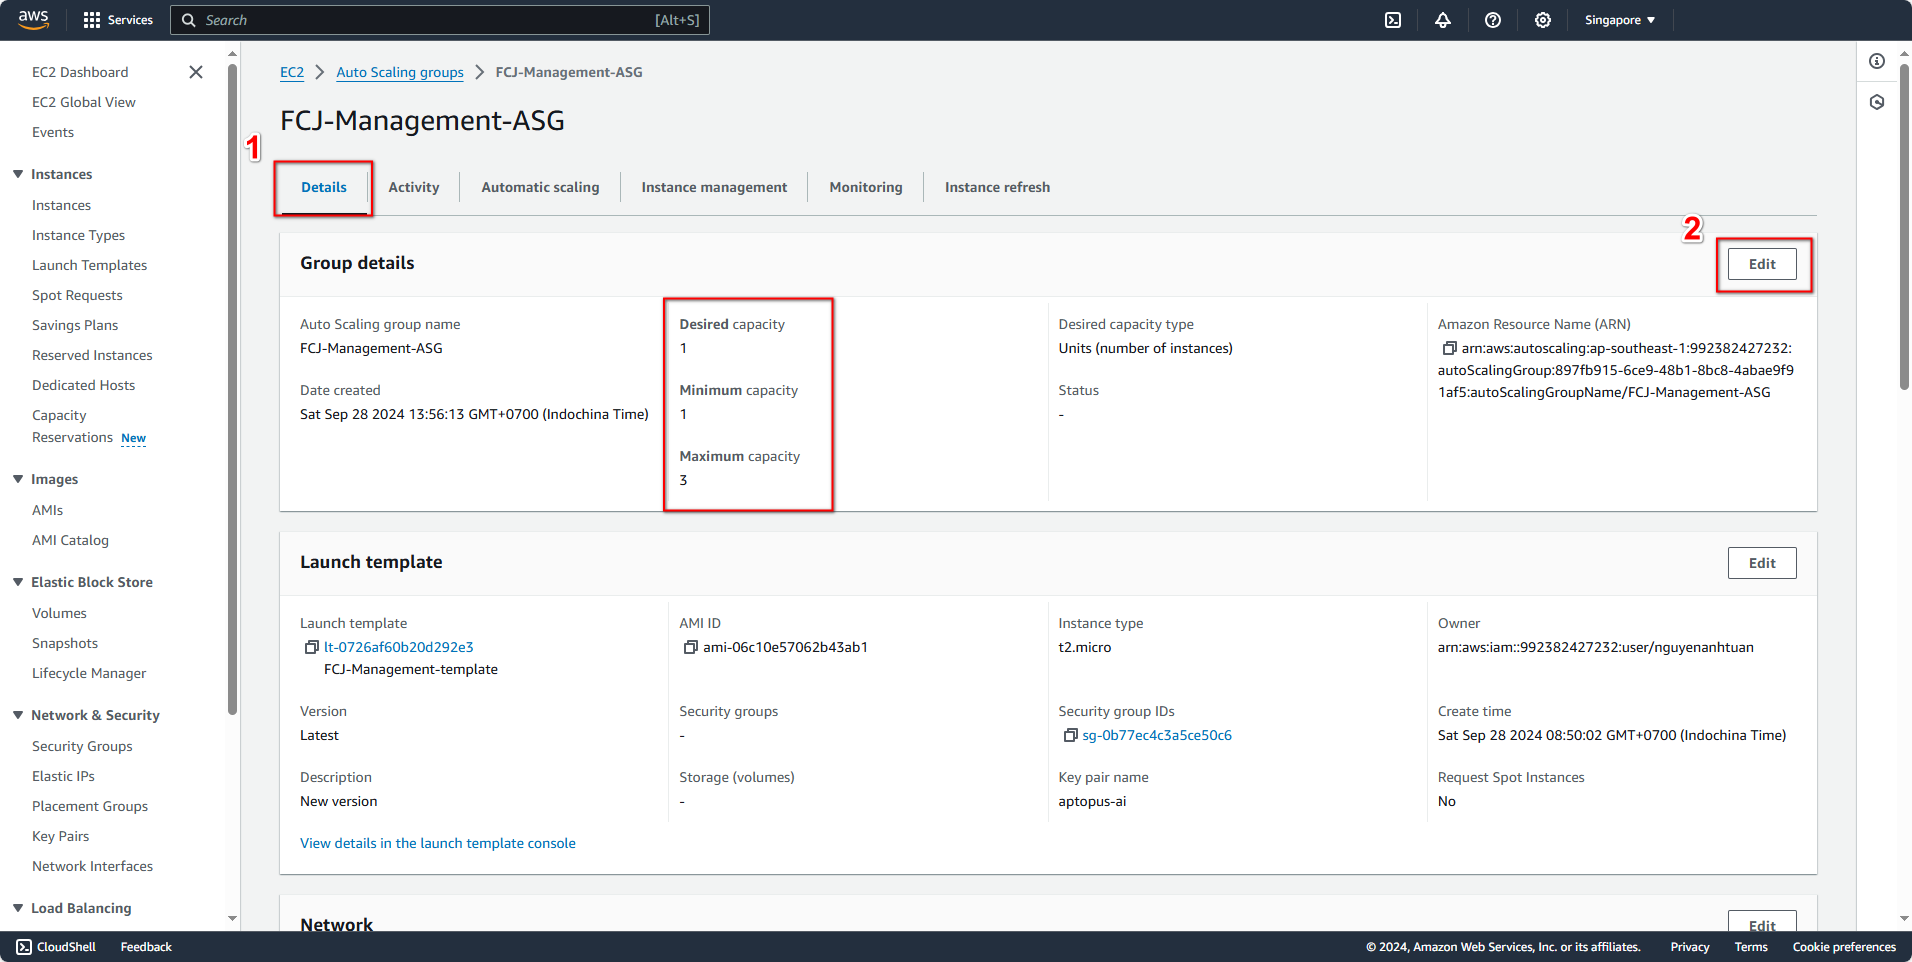 aws
Services
Search
[Alt+S]
Singapore
EC2 Dashboard
EC2 Global View
Events
Instances
Instances
Instance Types
Launch Templates
Spot Requests
Savings Plans
Reserved Instances
Dedicated Hosts
Capacity
Reservations New
Images
AMIs
AMI Catalog
Elastic Block Store
Volumes
Snapshots
Lifecycle Manager
Network & Security
Security Groups
Elastic IPs
Placement Groups
Key Pairs
Network Interfaces
Load Balancing
EC2 > Auto Scaling groups > FCJ-Management-ASG
FCJ-Management-ASG
1
Details
Activity
Automatic scaling
Instance management
Monitoring
Instance refresh
2
Group details
Edit
Auto Scaling group name
FCJ-Management-ASG
Date created
Sat Sep 28 2024 13:56:13 GMT+0700 (Indochina Time)
Desired capacity
1
Minimum capacity
1
Maximum capacity
3
Desired capacity type
Units (number of instances)
Status
-
Amazon Resource Name (ARN)
arn:aws:autoscaling:ap-southeast-1:992382427232:
autoScalingGroup:897fb915-6ce9-48b1-8bc8-4abae9f9
1af5:autoScalingGroupName/FCJ-Management-ASG
Launch template
Edit
Launch template
lt-0726af60b20d292e3
FCJ-Management-template
Version
Latest
Description
New version
AMI ID
ami-06c10e57062b43ab1
Security groups
-
Storage (volumes)
-
Instance type
t2.micro
Security group IDs
sg-0b77ec4c3a5ce50c6
Key pair name
aptopus-ai
Owner
arn:aws:iam::992382427232:user/nguyenanhtuan
Create time
Sat Sep 28 2024 08:50:02 GMT+0700 (Indochina Time)
Request Spot Instances
No
View details in the launch template console
Network
Edit
CloudShell
Feedback
© 2024, Amazon Web Services, Inc. or its affiliates.
Privacy
Terms
Cookie preferences